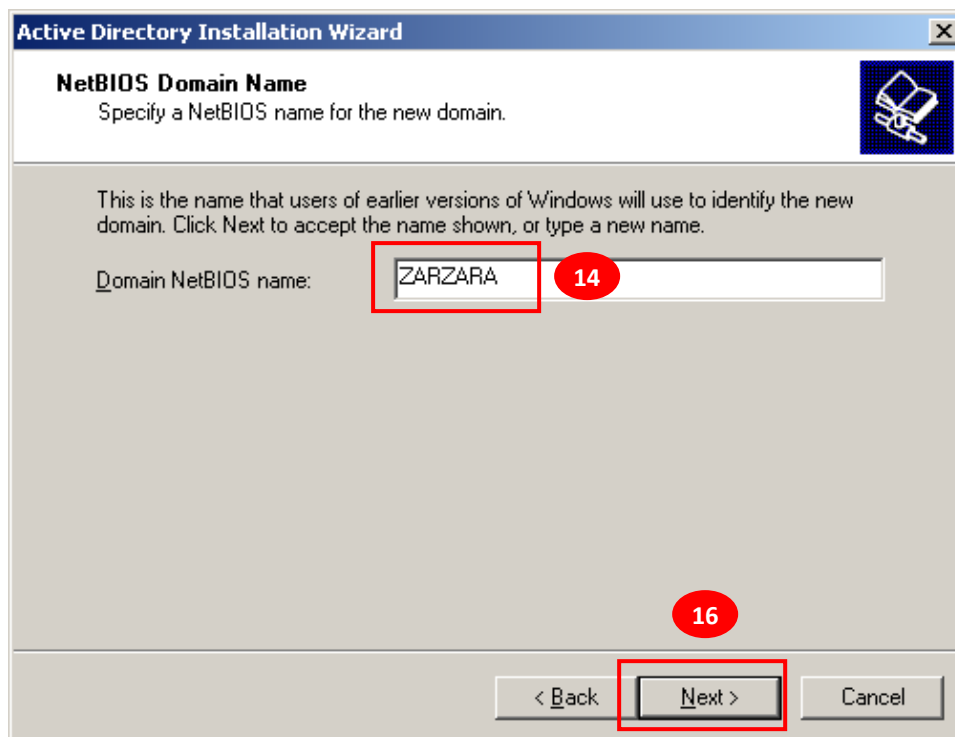 Active Directory Installation Wizard
NetBIOS Domain Name
Specify a NetBIOS name for the new domain.
This is the name that users of earlier versions of Windows will use to identify the new
domain. Click Next to accept the name shown, or type a new name.
Domain NetBIOS name: ZARZARA 14
16
< Back Next > Cancel